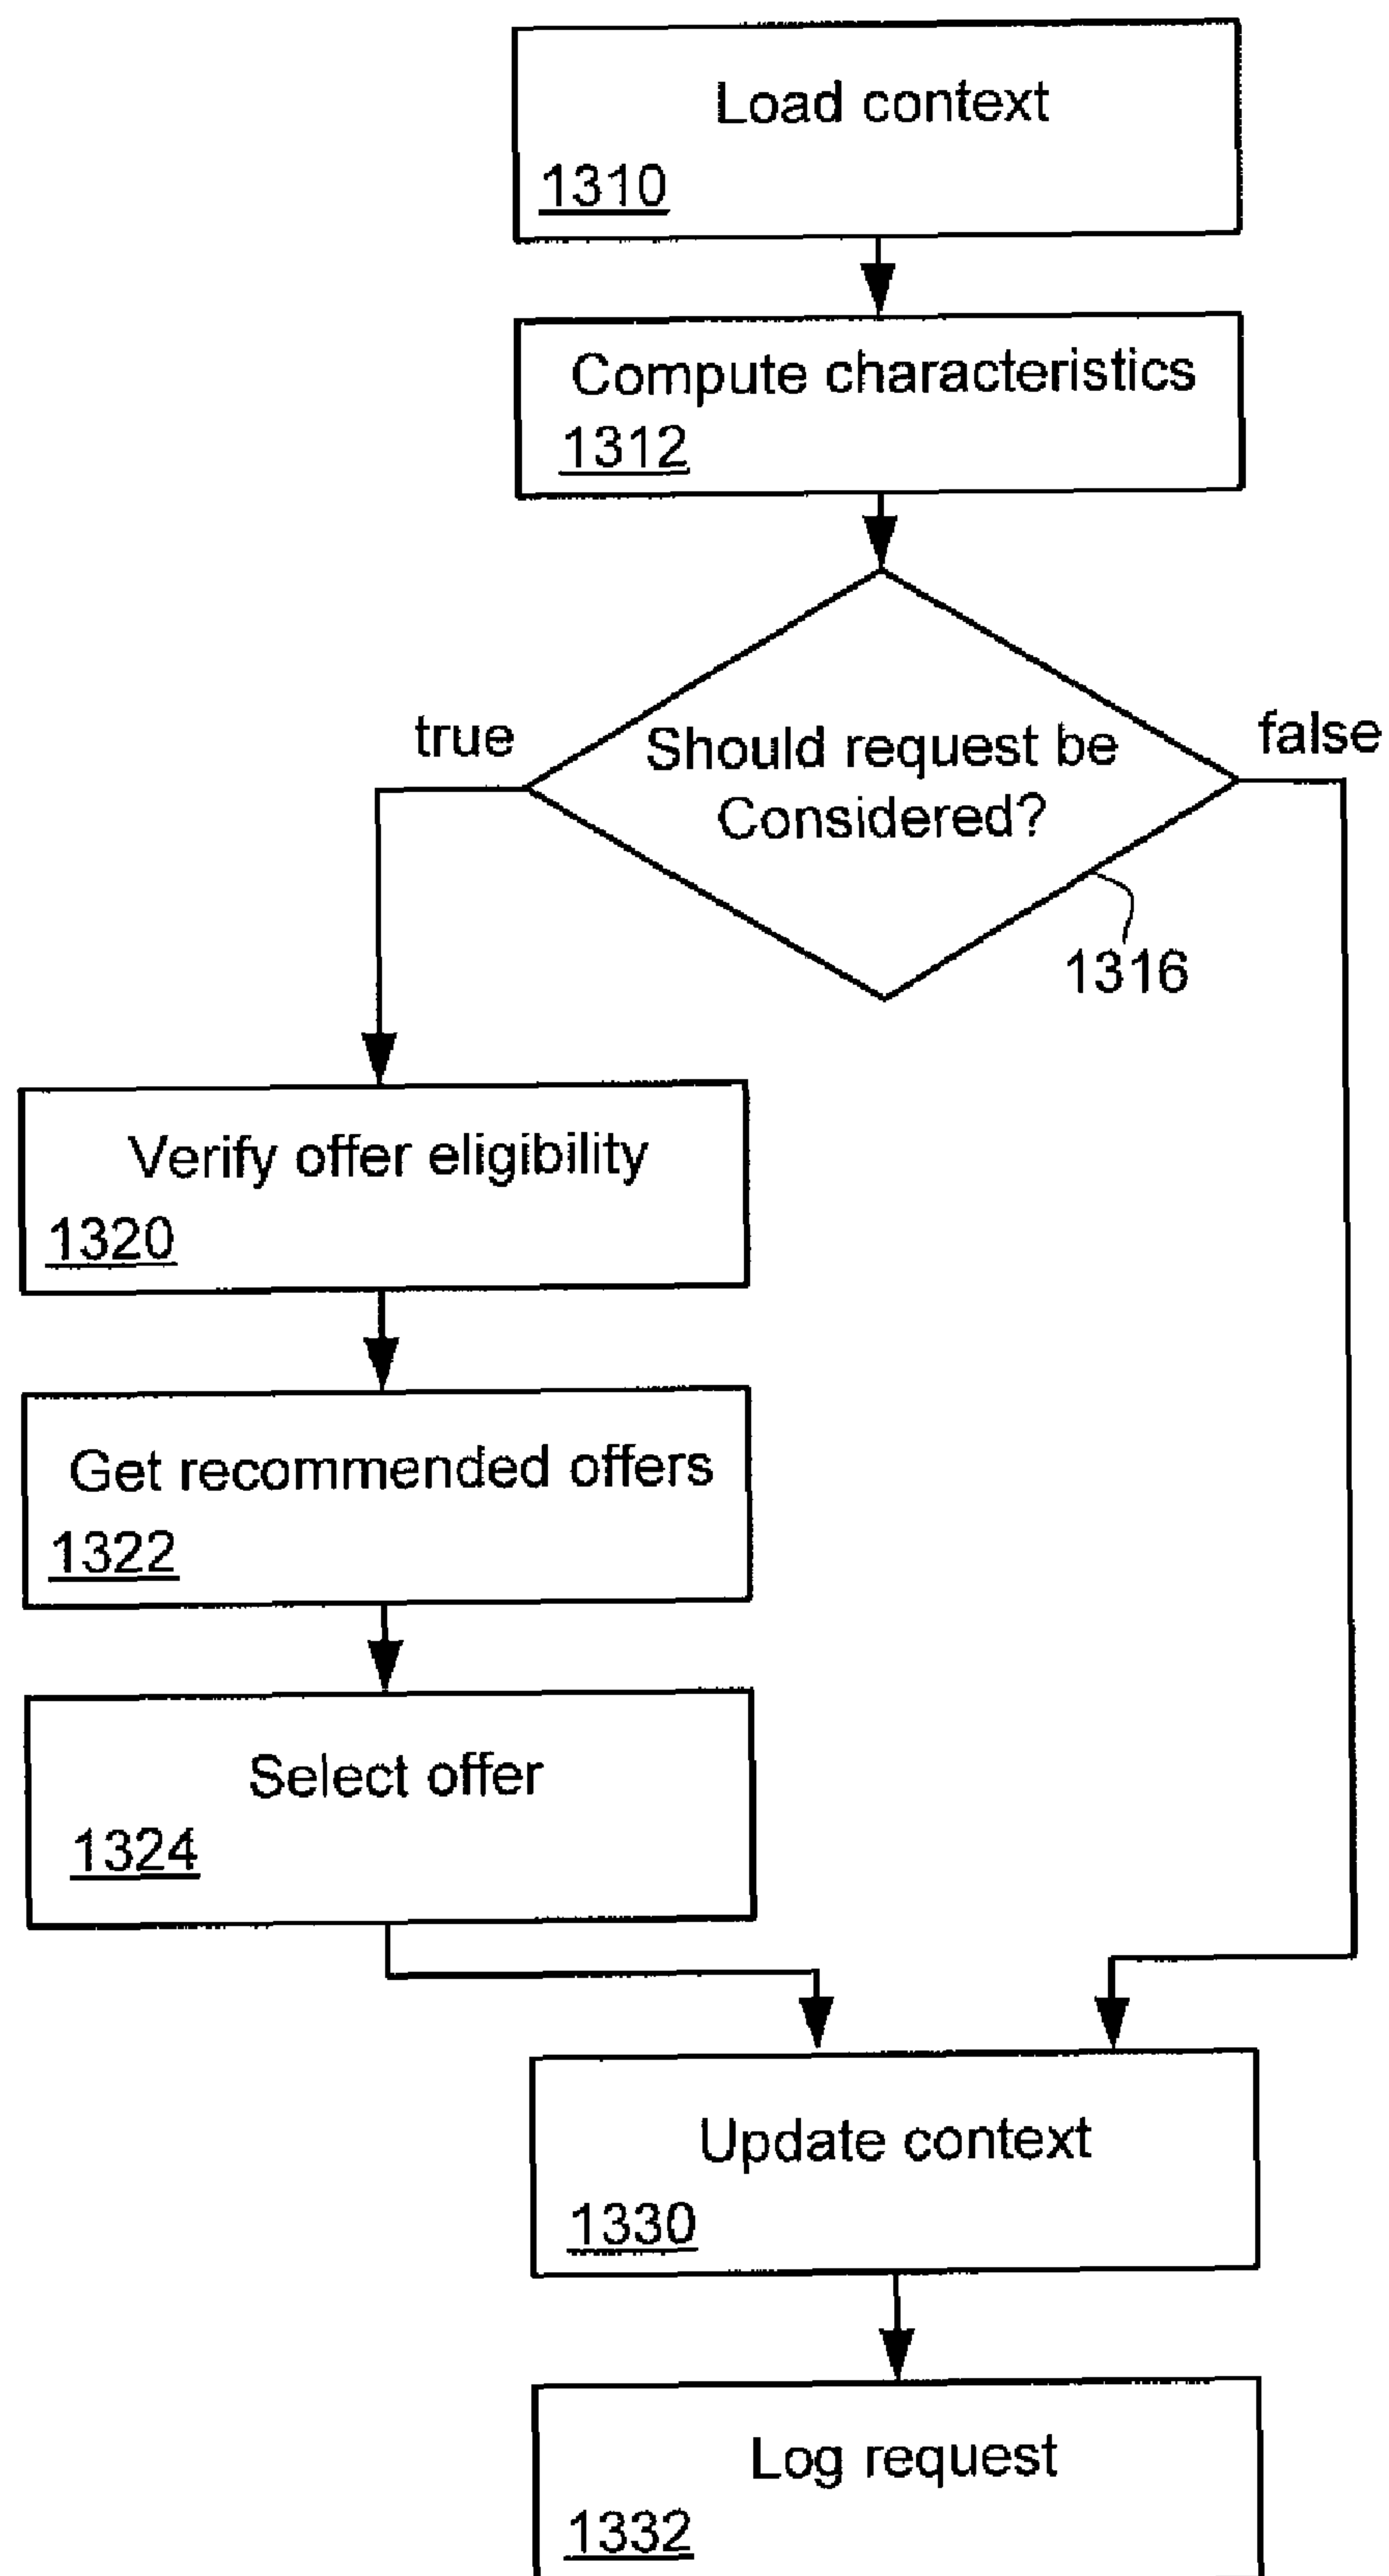 Load context
1310
Compute characteristics
1312
true
Should request be
Considered?
false
1316
Verify offer eligibility
1320
Get recommended offers
1322
Select offer
1324
Update context
1330
Log request
1332